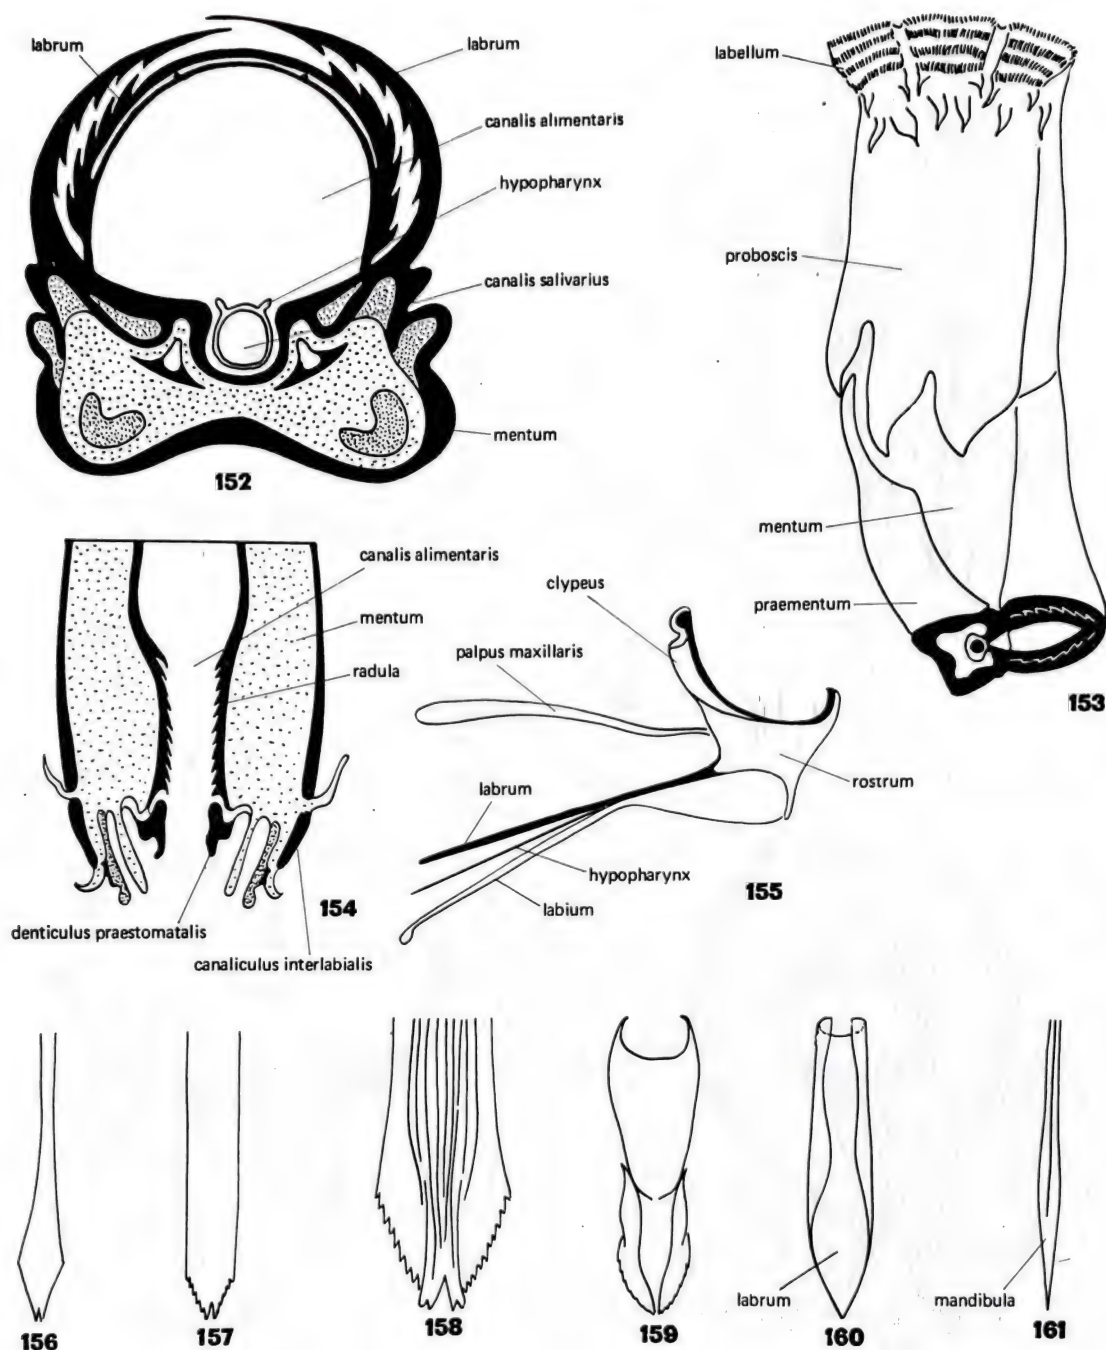 labrum
labrum
canalis alimentaris
hypopharynx
canalis salivarius
mentum
152
labellum
proboscis
mentum
praementum
153
canalis alimentaris
mentum
radula
denticulus praestomatalis
canaliculus interlabialis
154
clypeus
palpus maxillaris
rostrum
labrum
hypopharynx
labium
155
156
157
158
159
labrum
160
mandibula
161